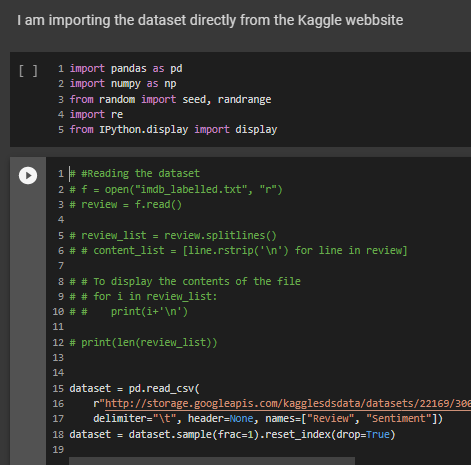 I am importing the dataset directly from the Kaggle webbsite
[ ]
1 import pandas as pd
2 import numpy as np
3 from random import seed, randrange
4 import re
5 from IPython.display import display
1 # #Reading the dataset
2 # f = open("imdb_labelled.txt", "r")
3 # review = f.read()
4
5 # review_list = review.splitlines()
6 # # content_list = [line.rstrip('\n') for line in review]
7
8 # # To display the contents of the file
9 # # for i in review_list:
10 # #    print(i+'\n')
11
12 # print(len(review_list))
13
14
15 dataset = pd.read_csv(
16     r"http://storage.googleapis.com/kagglesdsdata/datasets/22169/300
17     delimiter="\t", header=None, names=["Review", "Sentiment"])
18 dataset = dataset.sample(frac=1).reset_index(drop=True)
19